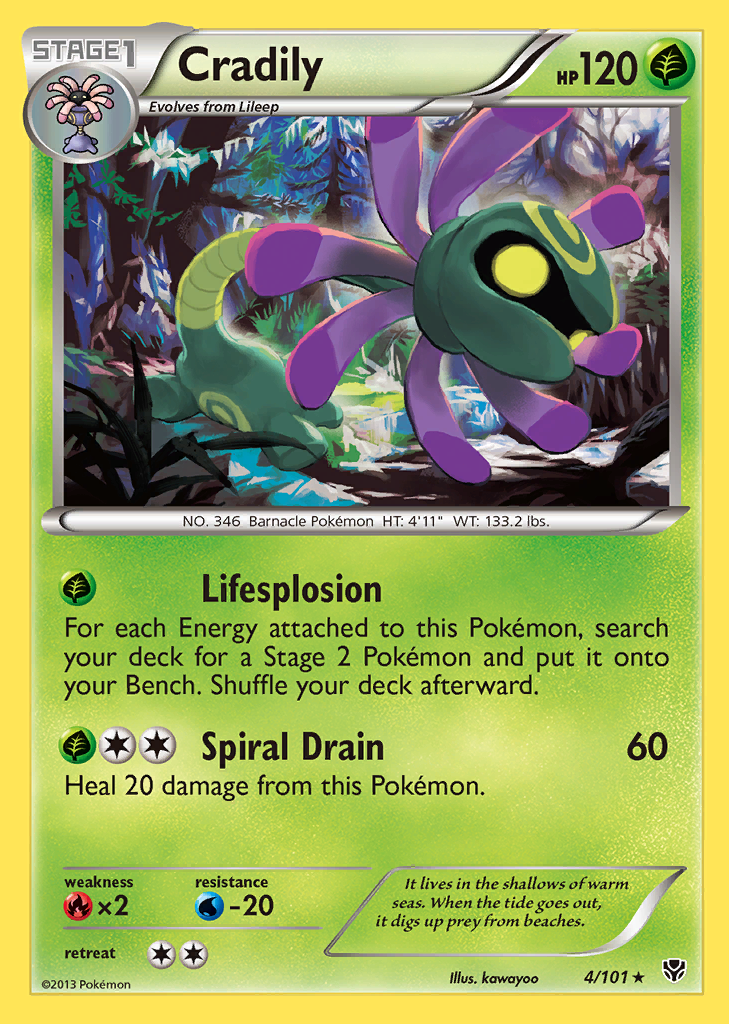 STAGE1
Cradily
HP120
Evolves from Lileep
NO. 346 Barnacle Pokémon HT: 4'11" WT: 133.2 lbs.
Lifesplosion
For each Energy attached to this Pokémon, search
your deck for a Stage 2 Pokémon and put it onto
your Bench. Shuffle your deck afterward.
Spiral Drain 60
Heal 20 damage from this Pokémon.
weakness
×2
resistance
-20
retreat
It lives in the shallows of warm
seas. When the tide goes out,
it digs up prey from beaches.
©2013 Pokémon
Illus. kawayoo
4/101 ★